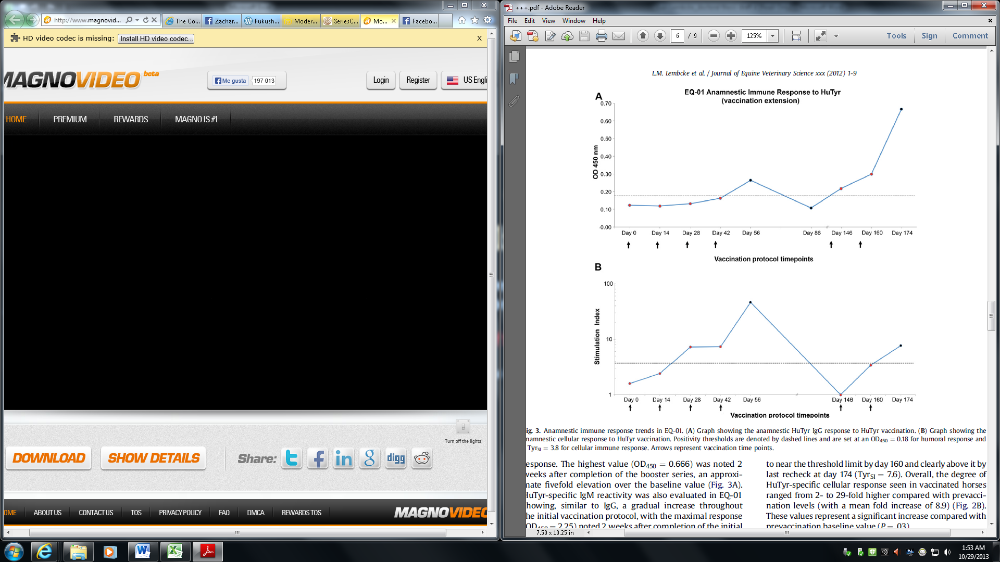 http://www.magnovid...
The Co...
Zachar...
Fukush...
Moder...
SeriesC...
Mo...
Facebo...
HD video codec is missing: Install HD video codec... X
MAGNOVIDEO beta
Me gusta 197 013
Login Register US Engli
HOME PREMIUM REWARDS MAGNO IS #1
Turn off the lights
DOWNLOAD SHOW DETAILS Share: digg
OME ABOUT US CONTACT US TOS PRIVACY POLICY FAQ DMCA REWARDS TOS MAGNOVIDEO
+++.pdf - Adobe Reader
File Edit View Window Help
6 / 9 125% Tools Sign Comment
L.M. Lembcke et al. / Journal of Equine Veterinary Science xxx (2012) 1-9
A
EQ-01 Anamnestic Immune Response to HuTyr
(vaccination extension)
OD 450 nm
0.70
0.60
0.50
0.40
0.30
0.20
0.10
-0.00
Day 0 Day 14 Day 28 Day 42 Day 56 Day 86 Day 146 Day 160 Day 174
Vaccination protocol timepoints
B
Stimulation Index
100
10
1
Day 0 Day 14 Day 28 Day 42 Day 56 Day 146 Day 160 Day 174
Vaccination protocol timepoints
ig. 3. Anamnestic immune response trends in EQ-01. (A) Graph showing the anamnestic HuTyr IgG response to HuTyr vaccination. (B) Graph showing the
namnestic cellular response to HuTyr vaccination. Positivity thresholds are denoted by dashed lines and are set at an OD450 = 0.18 for humoral response and
TyrSI = 3.8 for cellular immune response. Arrows represent vaccination time points.
esponse. The highest value (OD450 = 0.666) was noted 2
weeks after completion of the booster series, an approxi-
mate fivefold elevation over the baseline value (Fig. 3A).
HuTyr-specific IgM reactivity was also evaluated in EQ-01
howing, similar to IgG, a gradual increase throughout
he initial vaccination protocol, with the maximal response
OD450 = 2.25) noted 2 weeks after completion of the initial
to near the threshold limit by day 160 and clearly above it by
last recheck at day 174 (TyrSI = 7.6). Overall, the degree of
HuTyr-specific cellular response seen in vaccinated horses
ranged from 2- to 29-fold higher compared with prevacci-
nation levels (with a mean fold increase of 8.9) (Fig. 2B).
These values represent a significant increase compared with
prevaccination baseline value (P = .03).
7.50 x 10.25 in
1:53 AM
10/29/2013